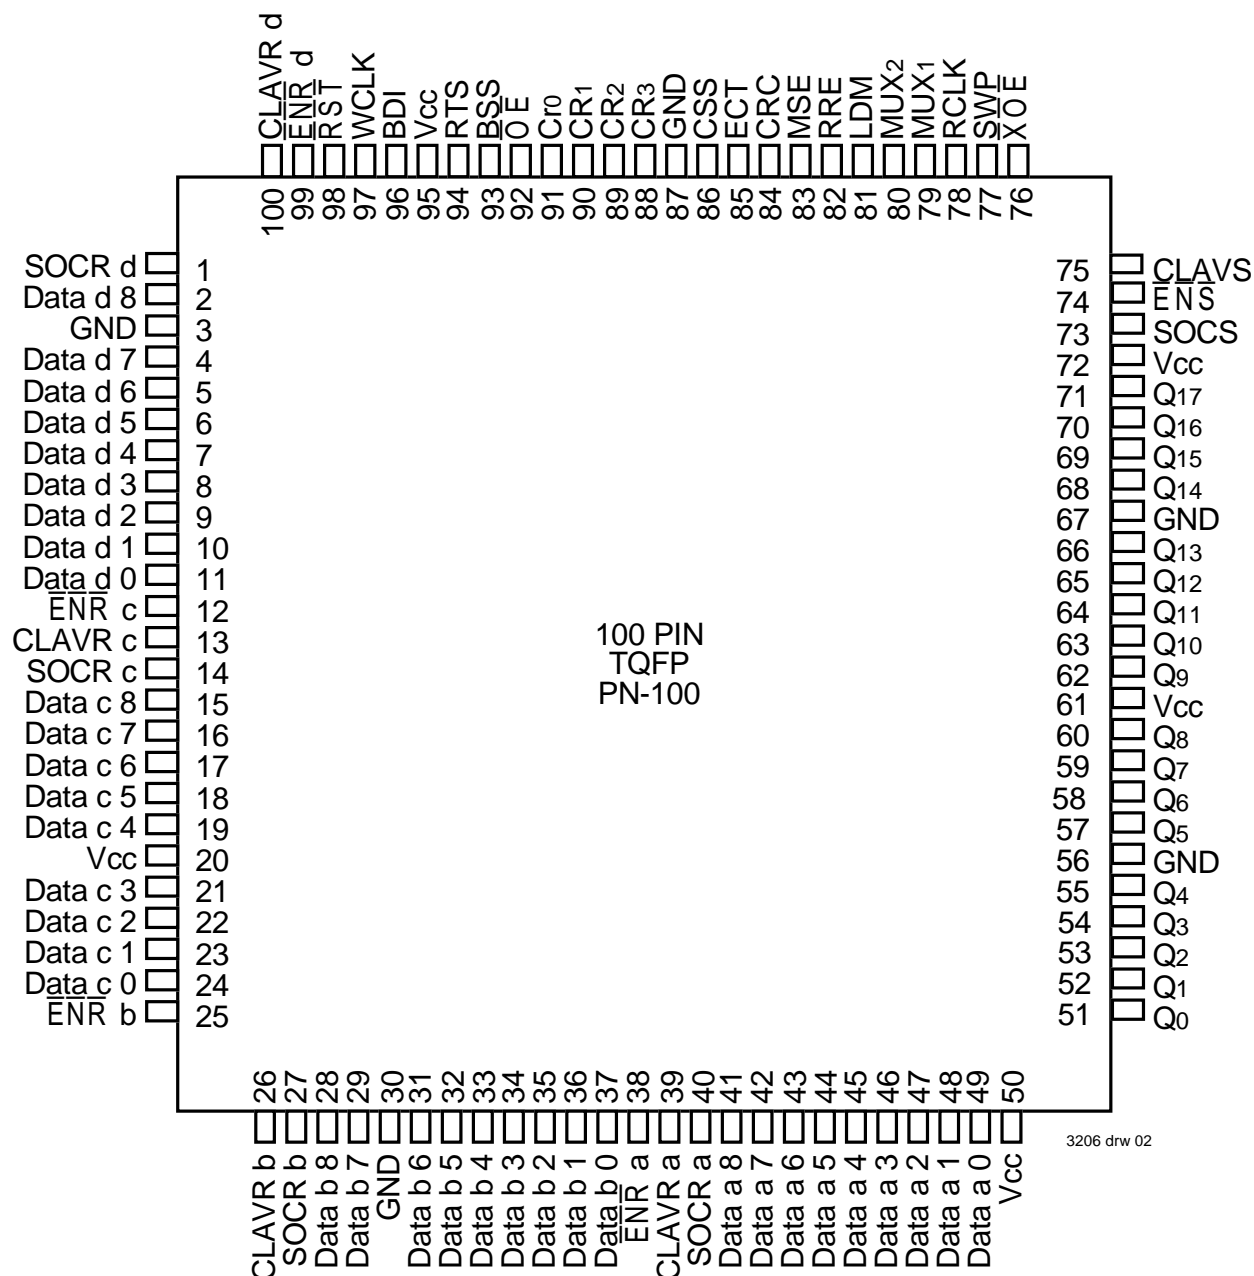 CLAVR d
E̅N̅R̅ d
R̅S̅T̅
WCLK
BDI
Vcc
RTS
BSS
O̅E̅
Cr0
CR1
CR2
CR3
GND
CSS
ECT
CRC
MSE
RRE
LDM
MUX2
MUX1
RCLK
SWP
X̅O̅E̅
100 99 98 97 96 95 94 93 92 91 90 89 88 87 86 85 84 83 82 81 80 79 78 77 76
SOCR d 1
Data d 8 2
GND 3
Data d 7 4
Data d 6 5
Data d 5 6
Data d 4 7
Data d 3 8
Data d 2 9
Data d 1 10
Data d 0 11
E̅N̅R̅ c 12
CLAVR c 13
SOCR c 14
Data c 8 15
Data c 7 16
Data c 6 17
Data c 5 18
Data c 4 19
Vcc 20
Data c 3 21
Data c 2 22
Data c 1 23
Data c 0 24
E̅N̅R̅ b 25
100 PIN
TQFP
PN-100
75 CLAVS
74 E̅N̅S̅
73 SOCS
72 Vcc
71 Q17
70 Q16
69 Q15
68 Q14
67 GND
66 Q13
65 Q12
64 Q11
63 Q10
62 Q9
61 Vcc
60 Q8
59 Q7
58 Q6
57 Q5
56 GND
55 Q4
54 Q3
53 Q2
52 Q1
51 Q0
26 27 28 29 30 31 32 33 34 35 36 37 38 39 40 41 42 43 44 45 46 47 48 49 50
CLAVR b
SOCR b
Data b 8
Data b 7
GND
Data b 6
Data b 5
Data b 4
Data b 3
Data b 2
Data b 1
Data b 0
E̅N̅R̅ a
CLAVR a
SOCR a
Data a 8
Data a 7
Data a 6
Data a 5
Data a 4
Data a 3
Data a 2
Data a 1
Data a 0
Vcc
3206 drw 02